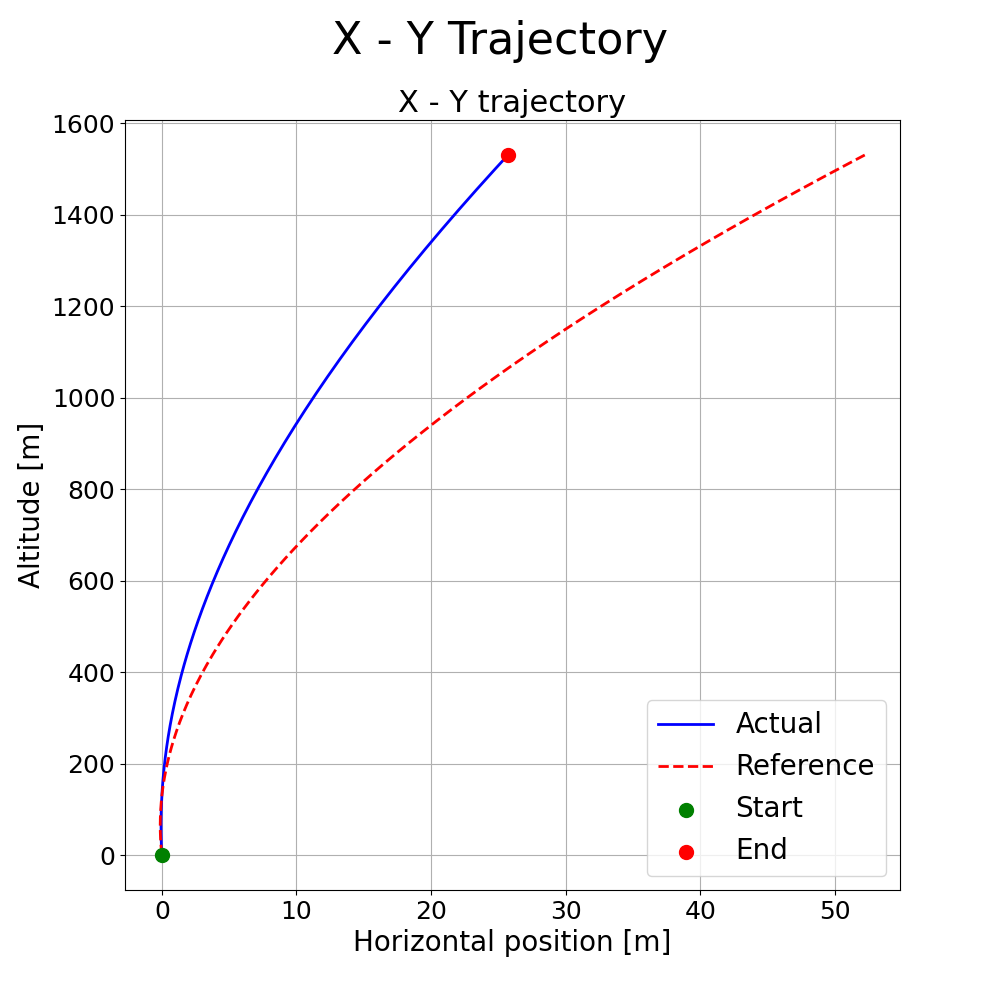 X - Y Trajectory
X - Y trajectory
1600
1400
1200
1000
800
600
400
200
0
Altitude [m]
0 10 20 30 40 50
Horizontal position [m]
Actual
Reference
Start
End